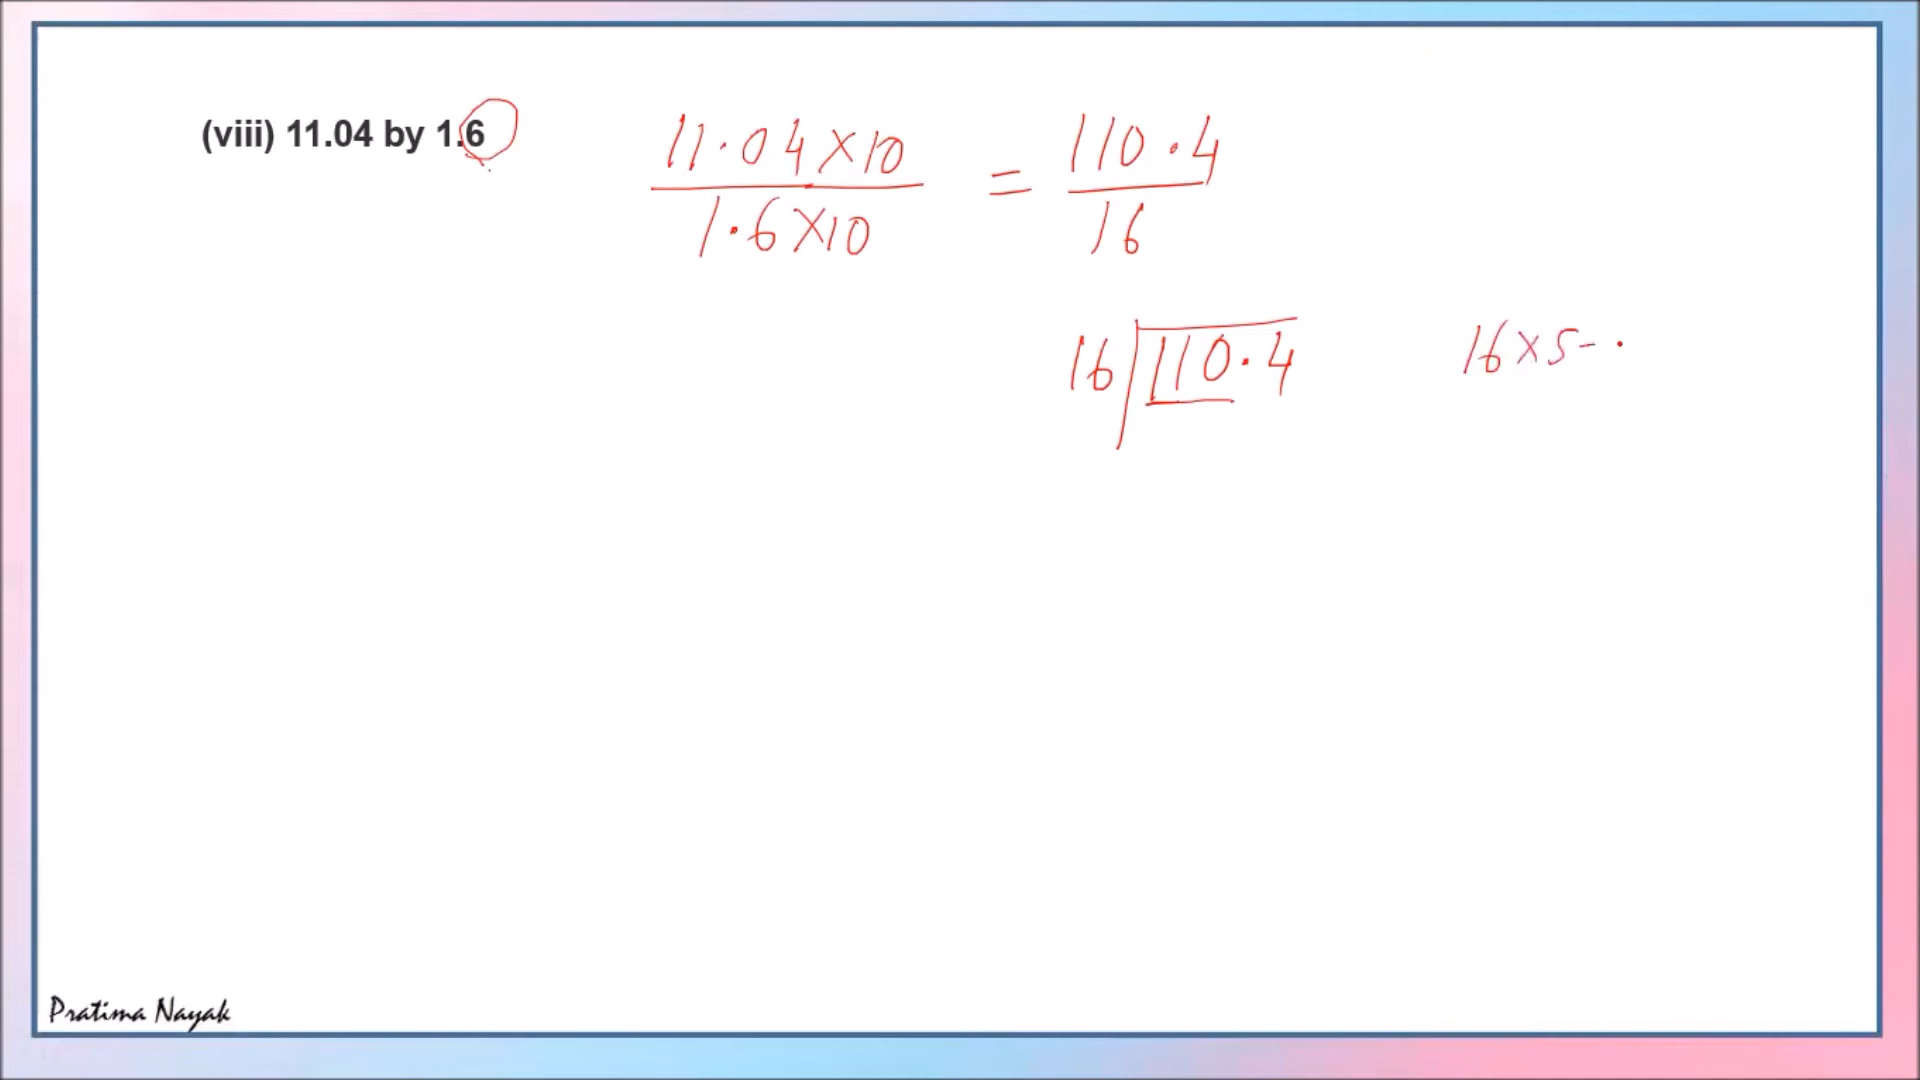 (viii) 11.04 by 1.6
11.04×10 = 110.4
1.6×10 16
16 110.4 16×5-.
Pratima Nayak